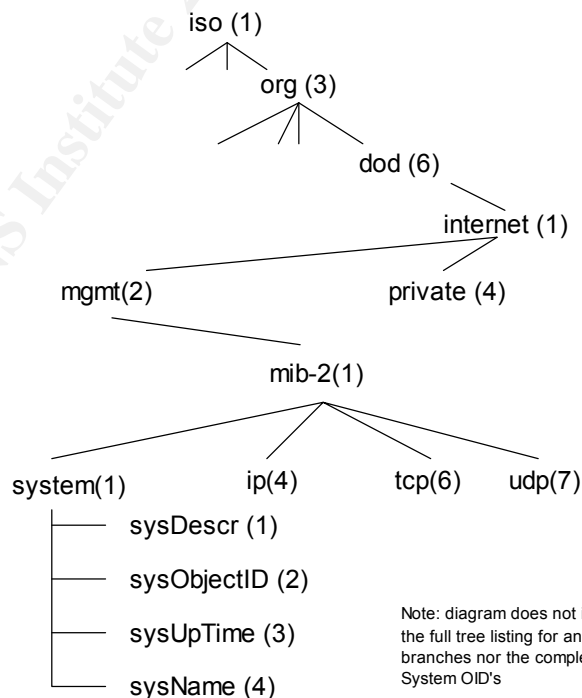 NS Institute
iso (1)
org (3)
dod (6)
internet (1)
mgmt(2)
private (4)
mib-2(1)
system(1)
ip(4)
tcp(6)
udp(7)
sysDescr (1)
sysObjectID (2)
sysUpTime (3)
sysName (4)
Note: diagram does not
the full tree listing for
branches nor the
System OID's